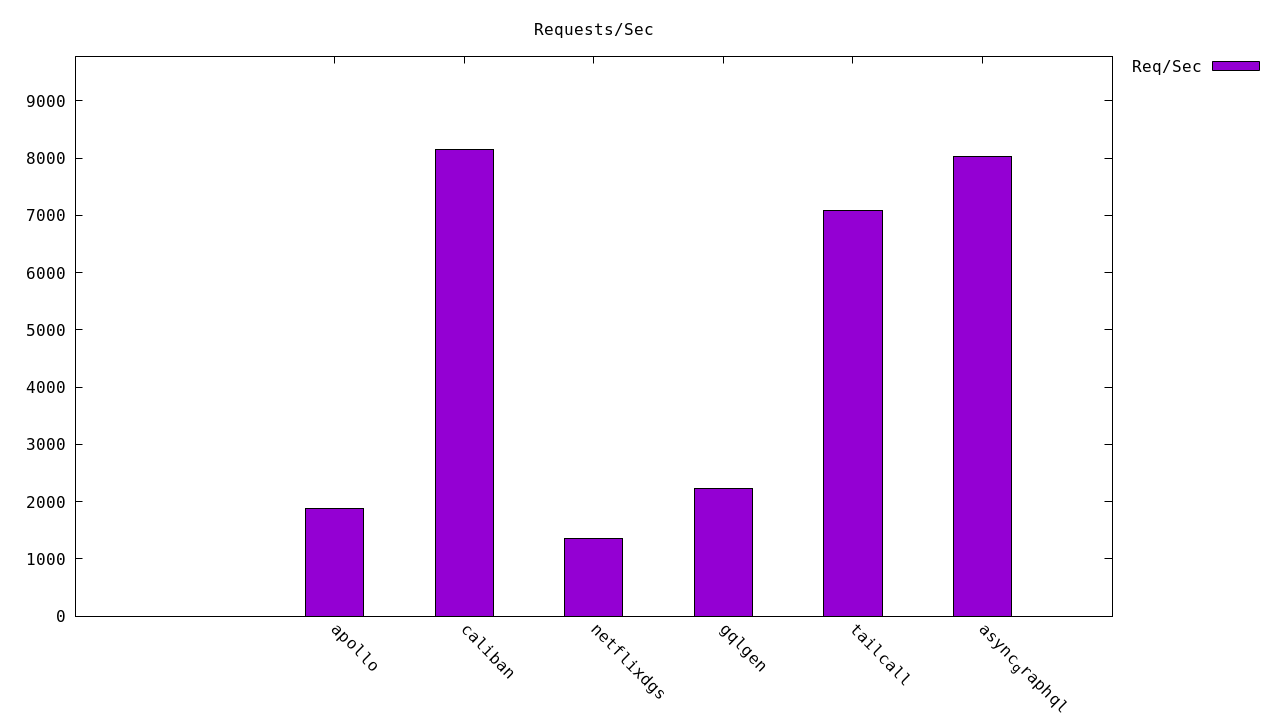 Requests/Sec
Req/Sec
9000
8000
7000
6000
5000
4000
3000
2000
1000
0
apollo
caliban
netflixdgs
gqlgen
tailcall
asyncgraphql